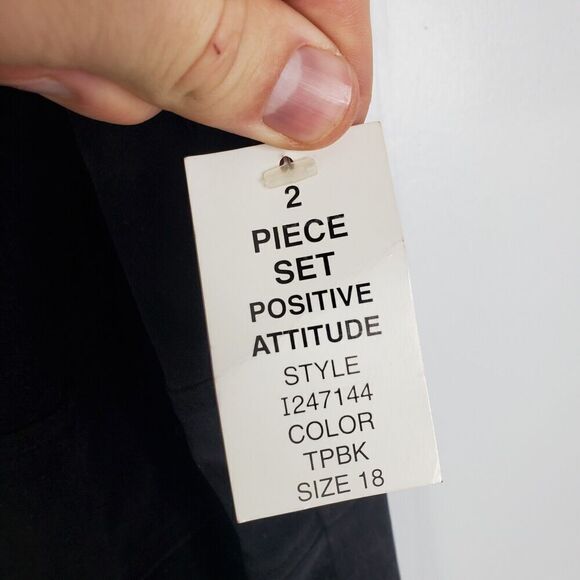 2
PIECE
SET
POSITIVE
ATTITUDE
STYLE
I247144
COLOR
TPBK
SIZE 18